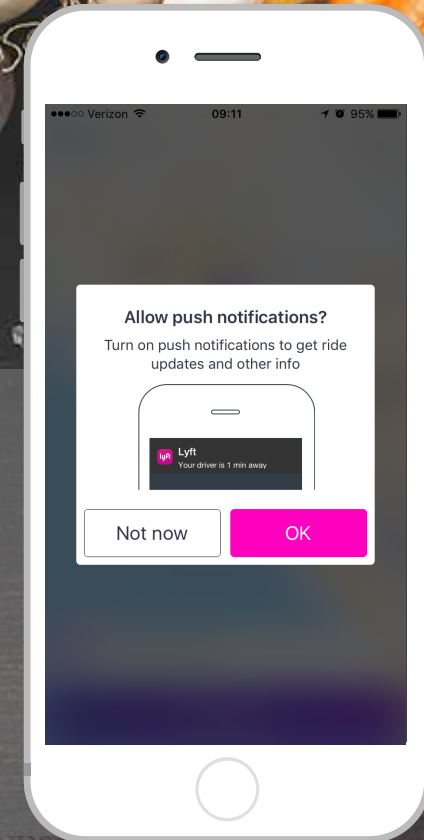 Verizon 09:11 95%
Allow push notifications?
Turn on push notifications to get ride
updates and other info
lyft Lyft
Your driver is 1 min away
Not now OK